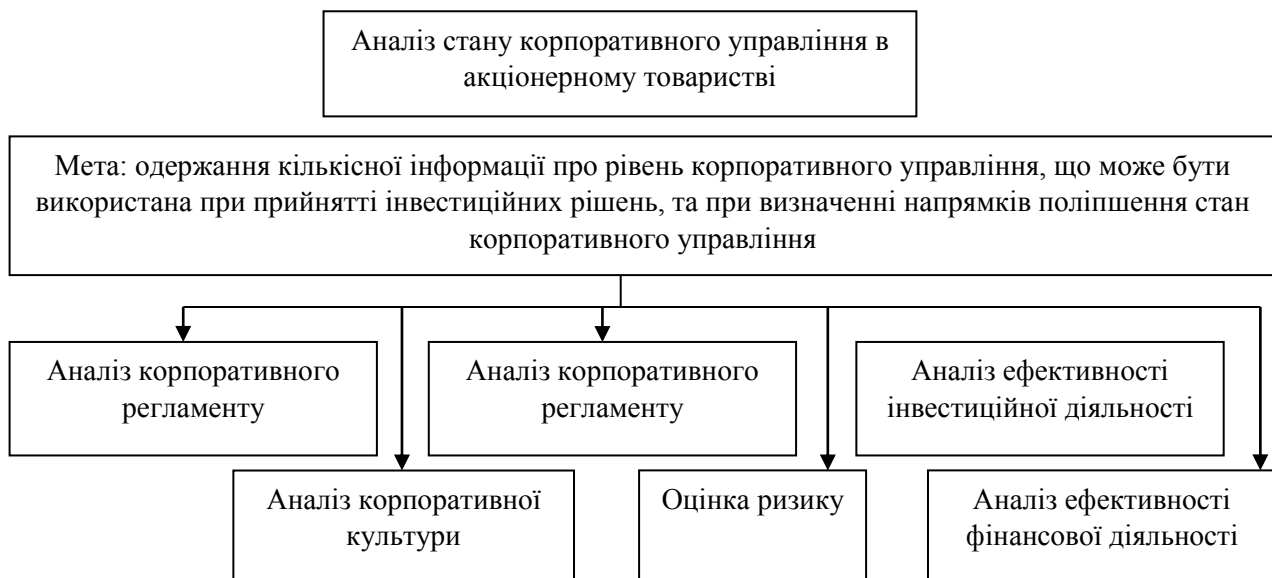 Аналіз стану корпоративного управління в
акціонерному товаристві
Мета: одержання кількісної інформації про рівень корпоративного управління, що може бути
використана при прийнятті інвестиційних рішень, та при визначенні напрямків поліпшення стан
корпоративного управління
Аналіз корпоративного
регламенту
Аналіз корпоративного
регламенту
Аналіз ефективності
інвестиційної діяльності
Аналіз корпоративної
культури
Оцінка ризику
Аналіз ефективності
фінансової діяльності